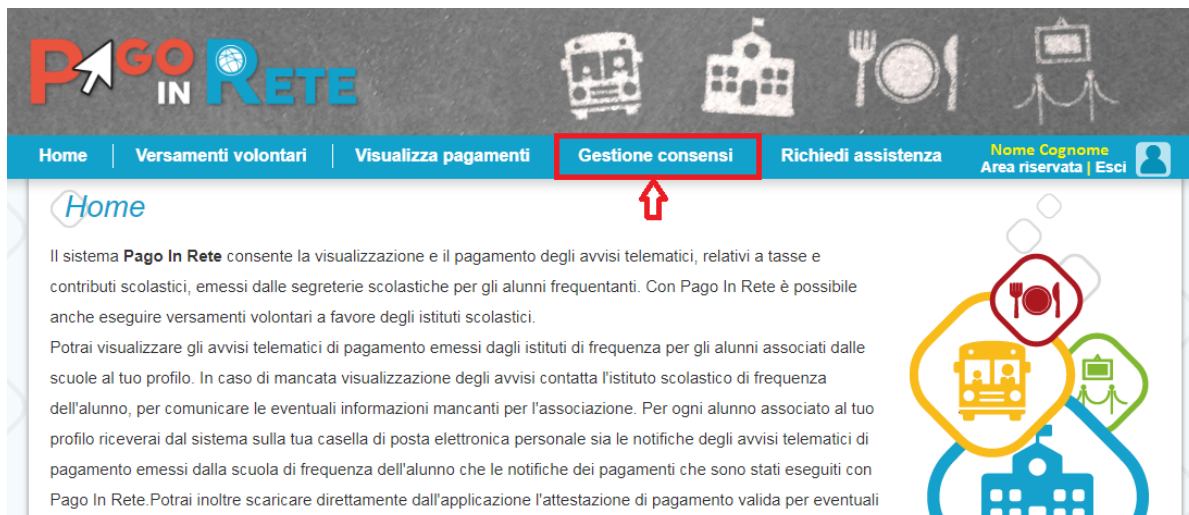 PAGO IN RETE
Home Versamenti volontari Visualizza pagamenti Gestione consensi Richiedi assistenza Nome Cognome
Area riservata | Esci
Home
Il sistema Pago In Rete consente la visualizzazione e il pagamento degli avvisi telematici, relativi a tasse e
contributi scolastici, emessi dalle segreterie scolastiche per gli alunni frequentanti. Con Pago In Rete è possibile
anche eseguire versamenti volontari a favore degli istituti scolastici.
Potrai visualizzare gli avvisi telematici di pagamento emessi dagli istituti di frequenza per gli alunni associati dalle
scuole al tuo profilo. In caso di mancata visualizzazione degli avvisi contatta l'istituto scolastico di frequenza
dell'alunno, per comunicare le eventuali informazioni mancanti per l'associazione. Per ogni alunno associato al tuo
profilo riceverai dal sistema sulla tua casella di posta elettronica personale sia le notifiche degli avvisi telematici di
pagamento emessi dalla scuola di frequenza dell'alunno che le notifiche dei pagamenti che sono stati eseguiti con
Pago In Rete.Potrai inoltre scaricare direttamente dall'applicazione l'attestazione di pagamento valida per eventuali